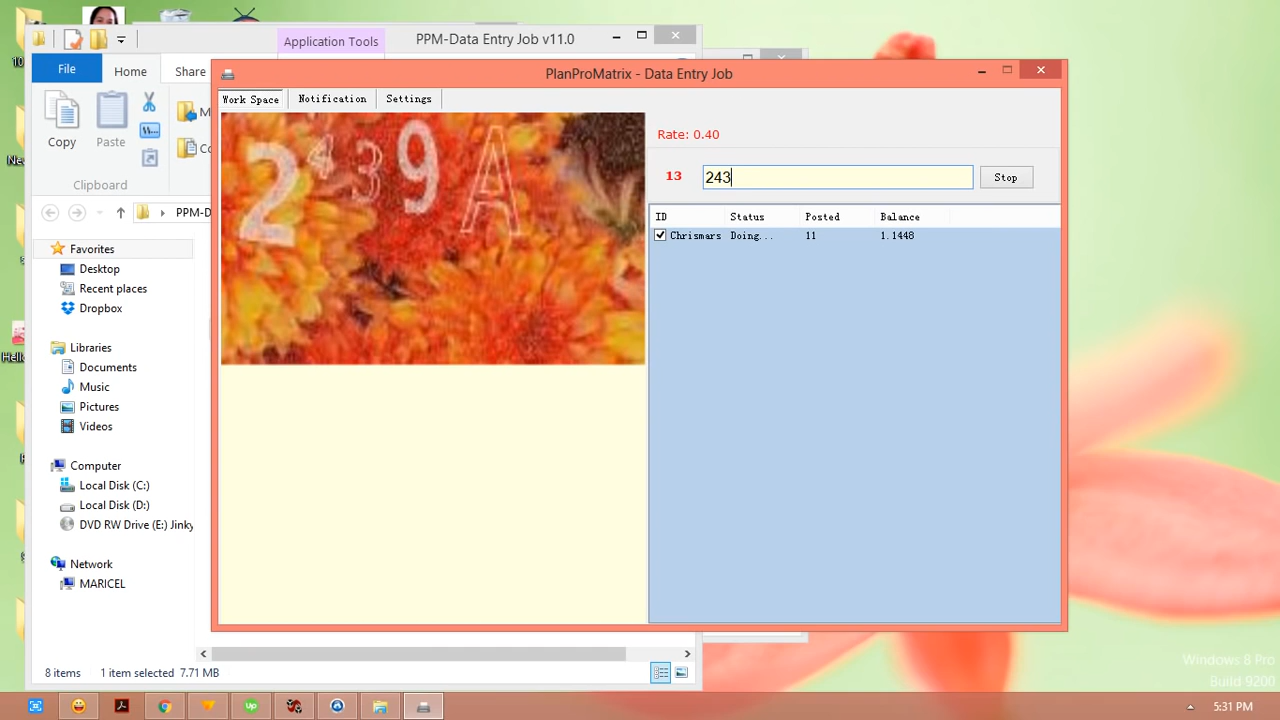 Application Tools
PPM-Data Entry Job v11.0
File
Home
Share
Copy
Paste
Clipboard
PPM-D
Favorites
Desktop
Recent places
Dropbox
Libraries
Documents
Music
Pictures
Videos
Computer
Local Disk (C:)
Local Disk (D:)
DVD RW Drive (E:) Jinky
Network
MARICEL
8 items 1 item selected 7.71 MB
PlanProMatrix - Data Entry Job
Work Space Notification Settings
2439A
Rate: 0.40
13 243 Stop
ID Status Posted Balance
Chrismars Doing... 11 1.1448
Windows 8 Pro
Build 9200
5:31 PM